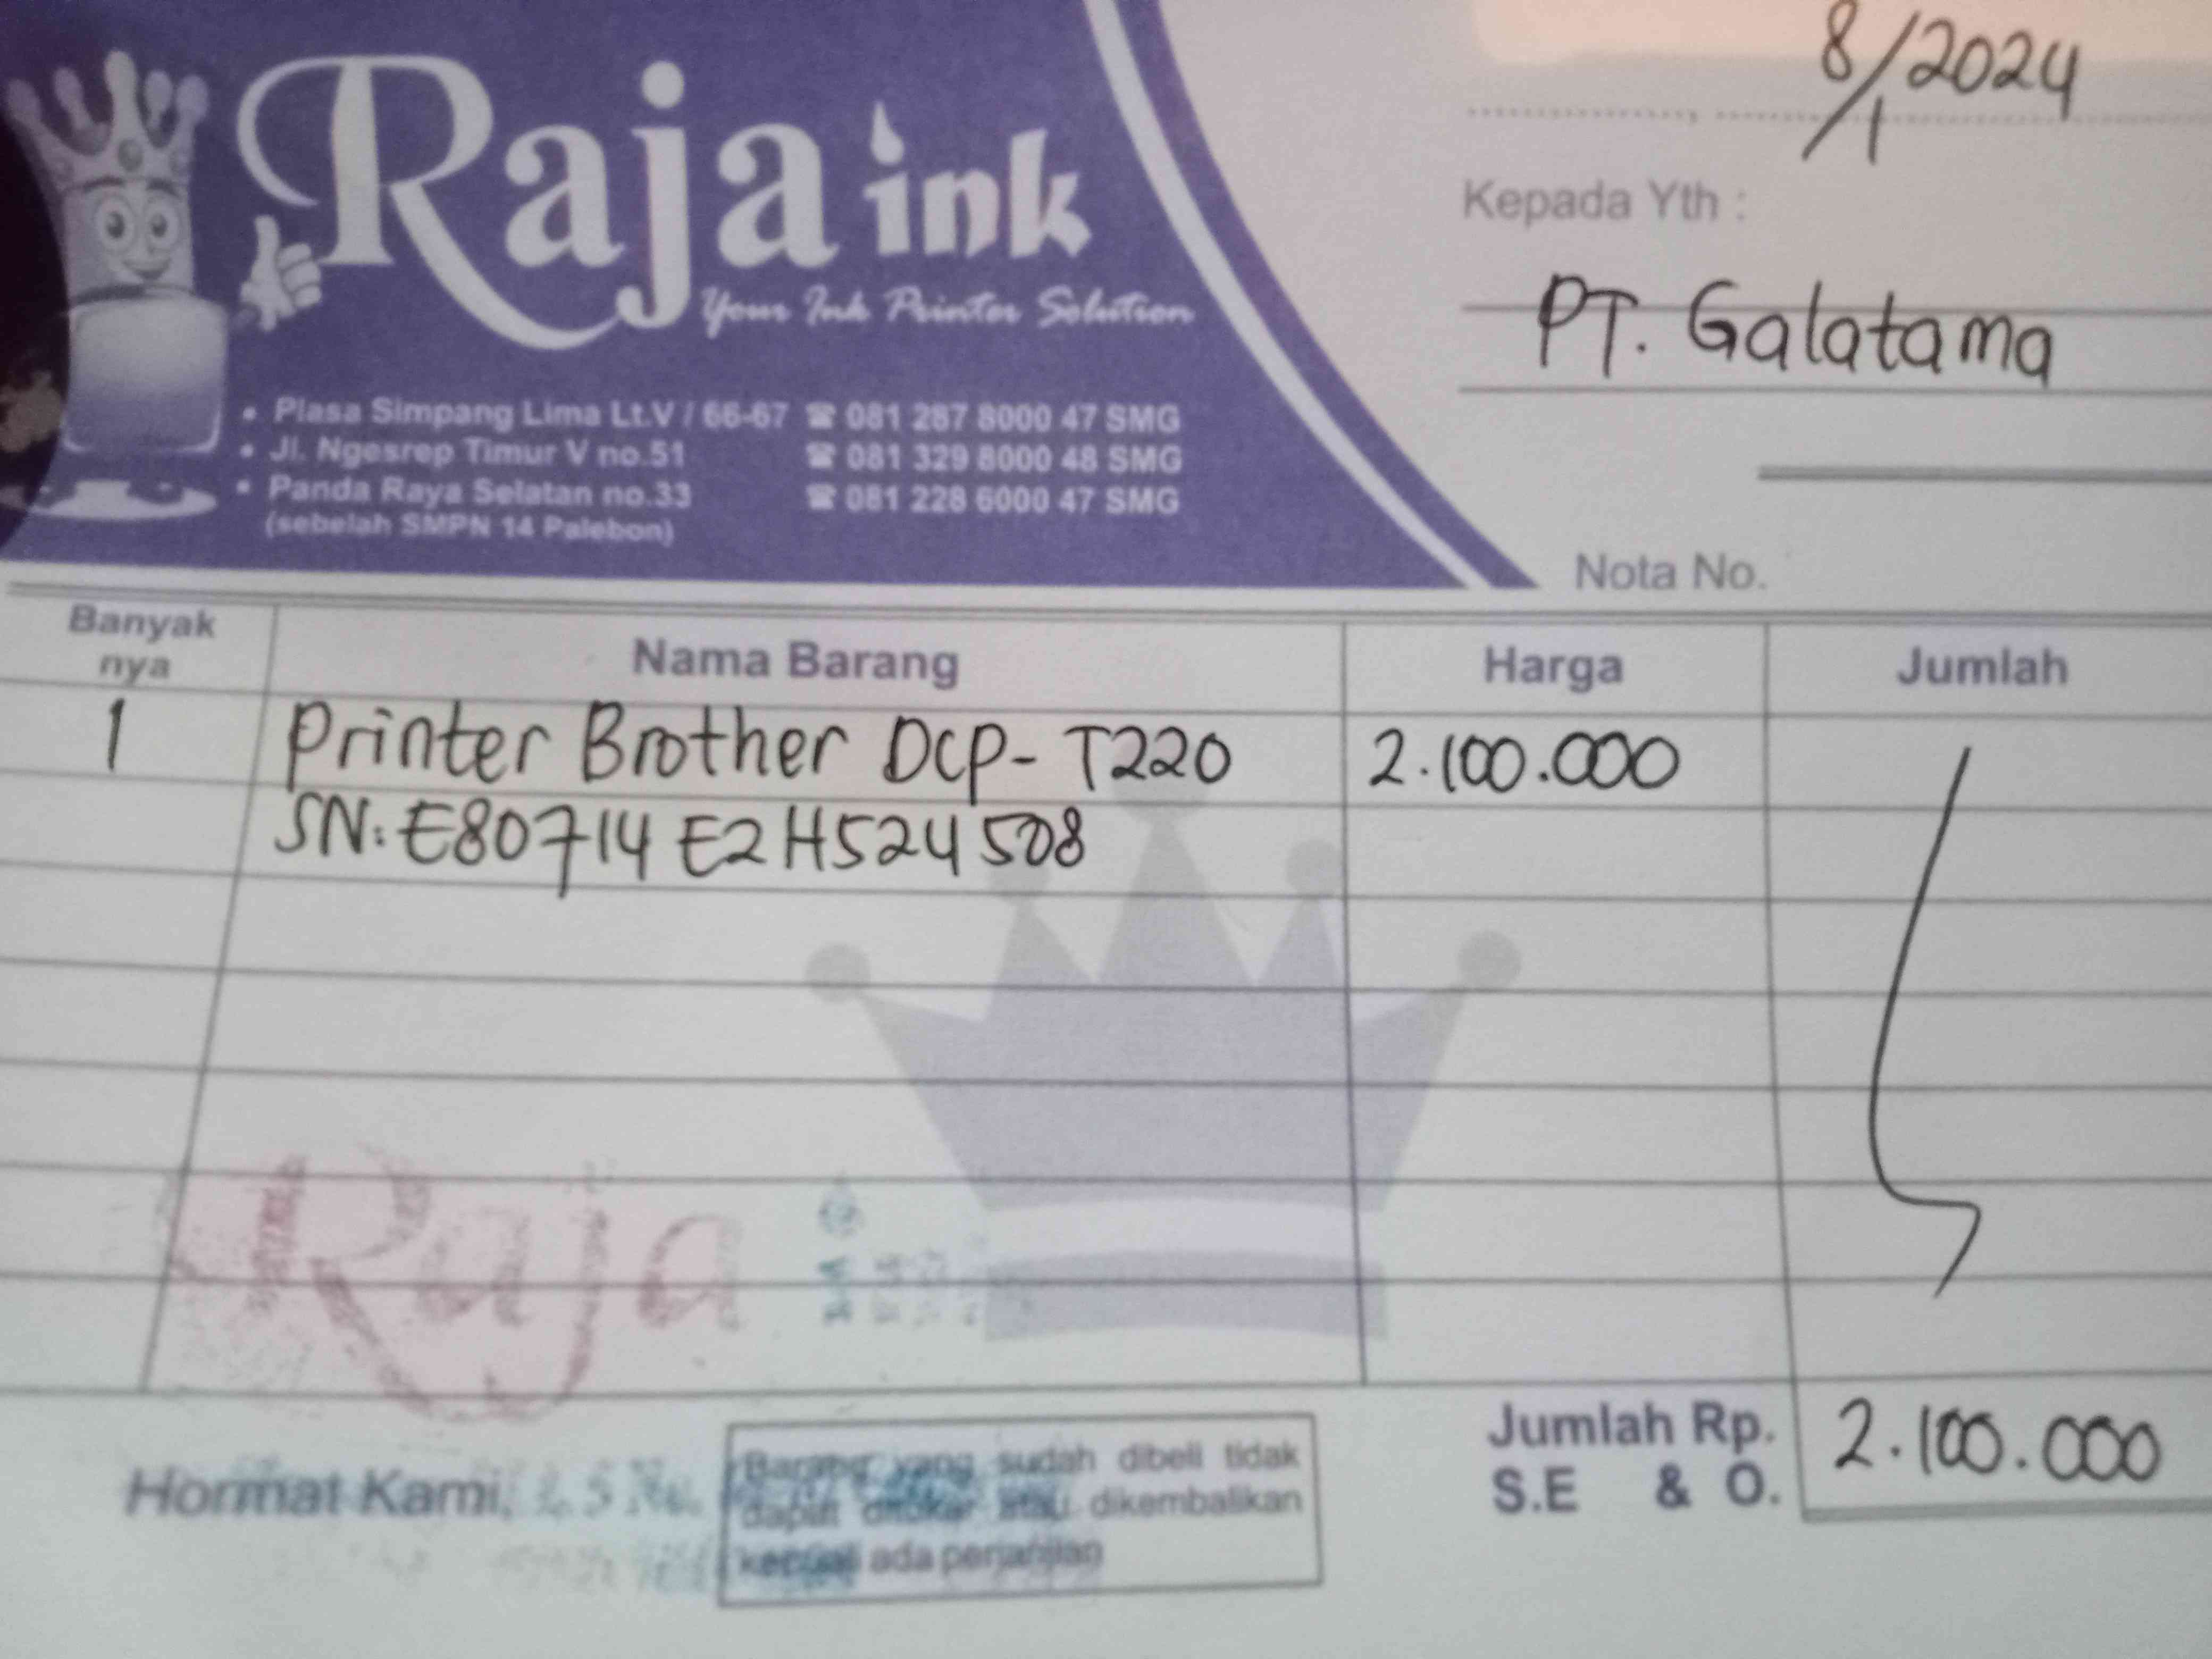 8/1/2024
Raja ink
Your Ink Printer Solution
Kepada Yth :
PT. Galatama
• Plasa Simpang Lima Lt.V / 66-67 ☎ 081 287 8000 47 SMG
• Jl. Ngesrep Timur V no.51 ☎ 081 329 8000 48 SMG
• Panda Raya Selatan no.33 ☎ 081 228 6000 47 SMG
(sebelah SMPN 14 Palebon)
Nota No.
Banyak nya Nama Barang Harga Jumlah
1 Printer Brother DCP-T220 2.100.000
SN: E80714E2H524508
Raja
Jumlah Rp. 2.100.000
S.E & O.
Hormat Kami,
Barang yang sudah dibeli tidak
dapat ditukar atau dikembalikan
kecuali ada perjanjian